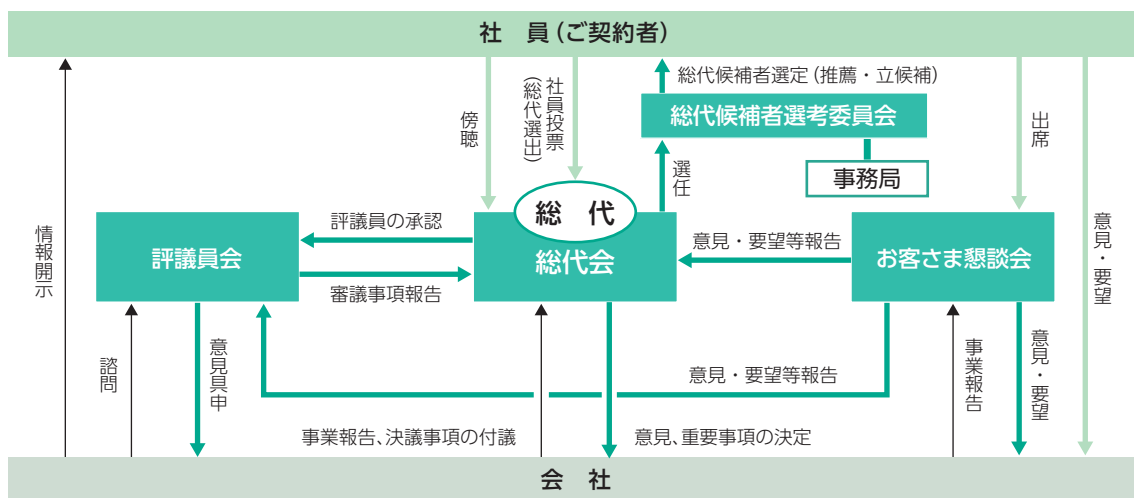 社　員（ご契約者）
総代候補者選定（推薦・立候補）
総代候補者選考委員会
事務局
社員投票
（総代選出）
傍聴
選任
出席
総　代
総代会
評議員の承認
評議員会
審議事項報告
意見・要望等報告
お客さま懇談会
情報開示
意見・要望
諮問
意見具申
意見・要望等報告
事業報告
意見・要望
事業報告、決議事項の付議
意見、重要事項の決定
会　社